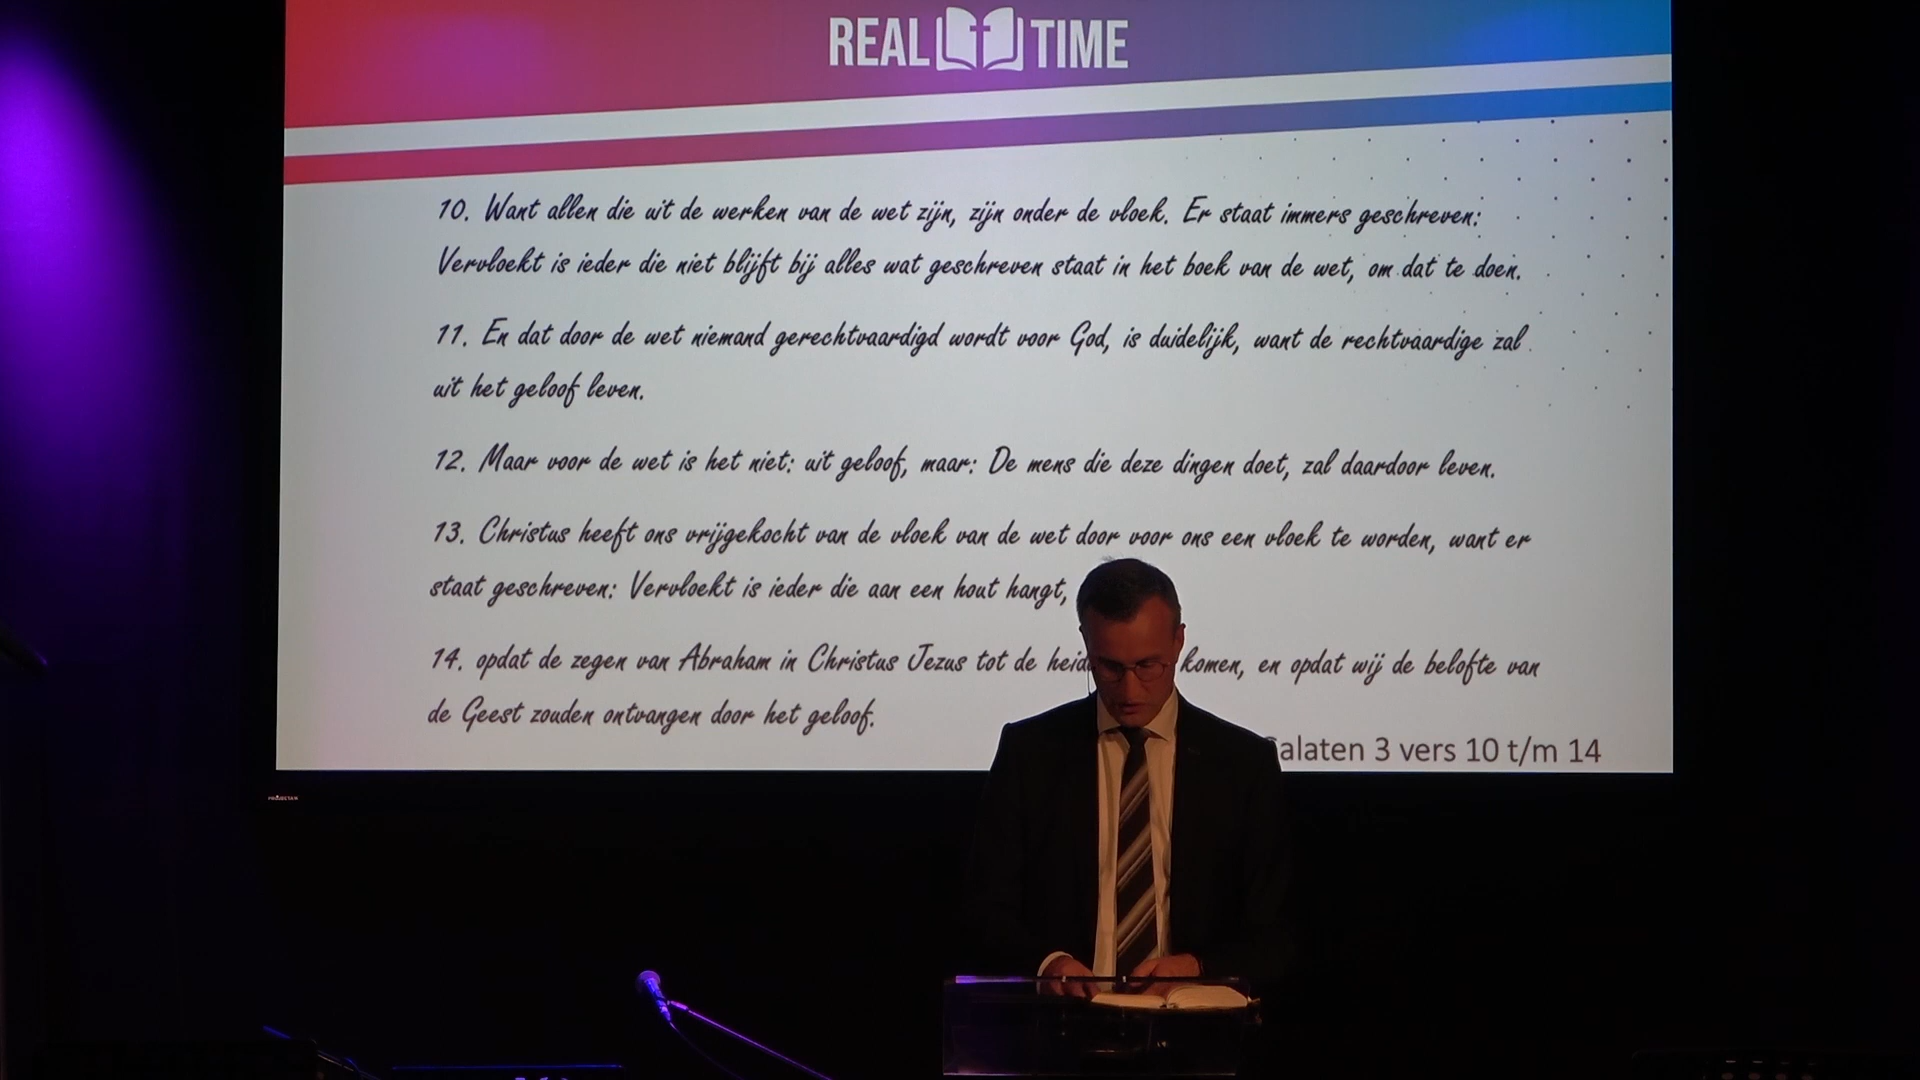 REAL TIME
10. Want allen die uit de werken van de wet zijn, zijn onder de vloek. Er staat immers geschreven:
Vervloekt is ieder die niet blijft bij alles wat geschreven staat in het boek van de wet, om dat te doen.
11. En dat door de wet niemand gerechtvaardigd wordt voor God, is duidelijk, want de rechtvaardige zal
uit het geloof leven.
12. Maar voor de wet is het niet: uit geloof, maar: De mens die deze dingen doet, zal daardoor leven.
13. Christus heeft ons vrijgekocht van de vloek van de wet door voor ons een vloek te worden, want er
staat geschreven: Vervloekt is ieder die aan een hout hangt,
14. opdat de zegen van Abraham in Christus Jezus tot de heid komen, en opdat wij de belofte van
de Geest zouden ontvangen door het geloof.
alaten 3 vers 10 t/m 14
PROJECTA